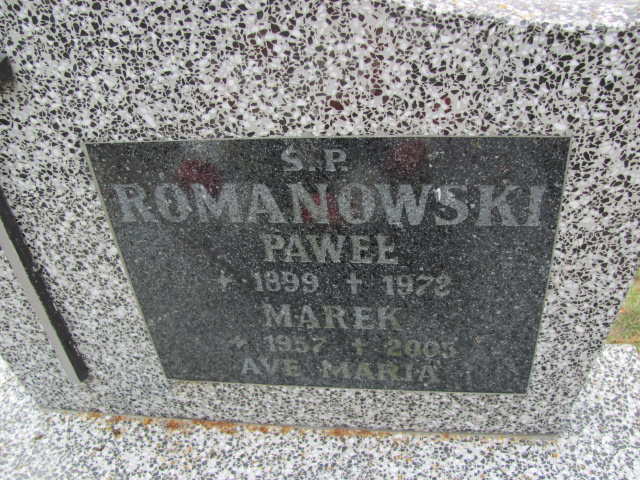 Ś.P.
ROMANOWSKI
PAWEŁ
+ 1899 + 1972
MAREK
* 1957 + 2005
AVE MARIA